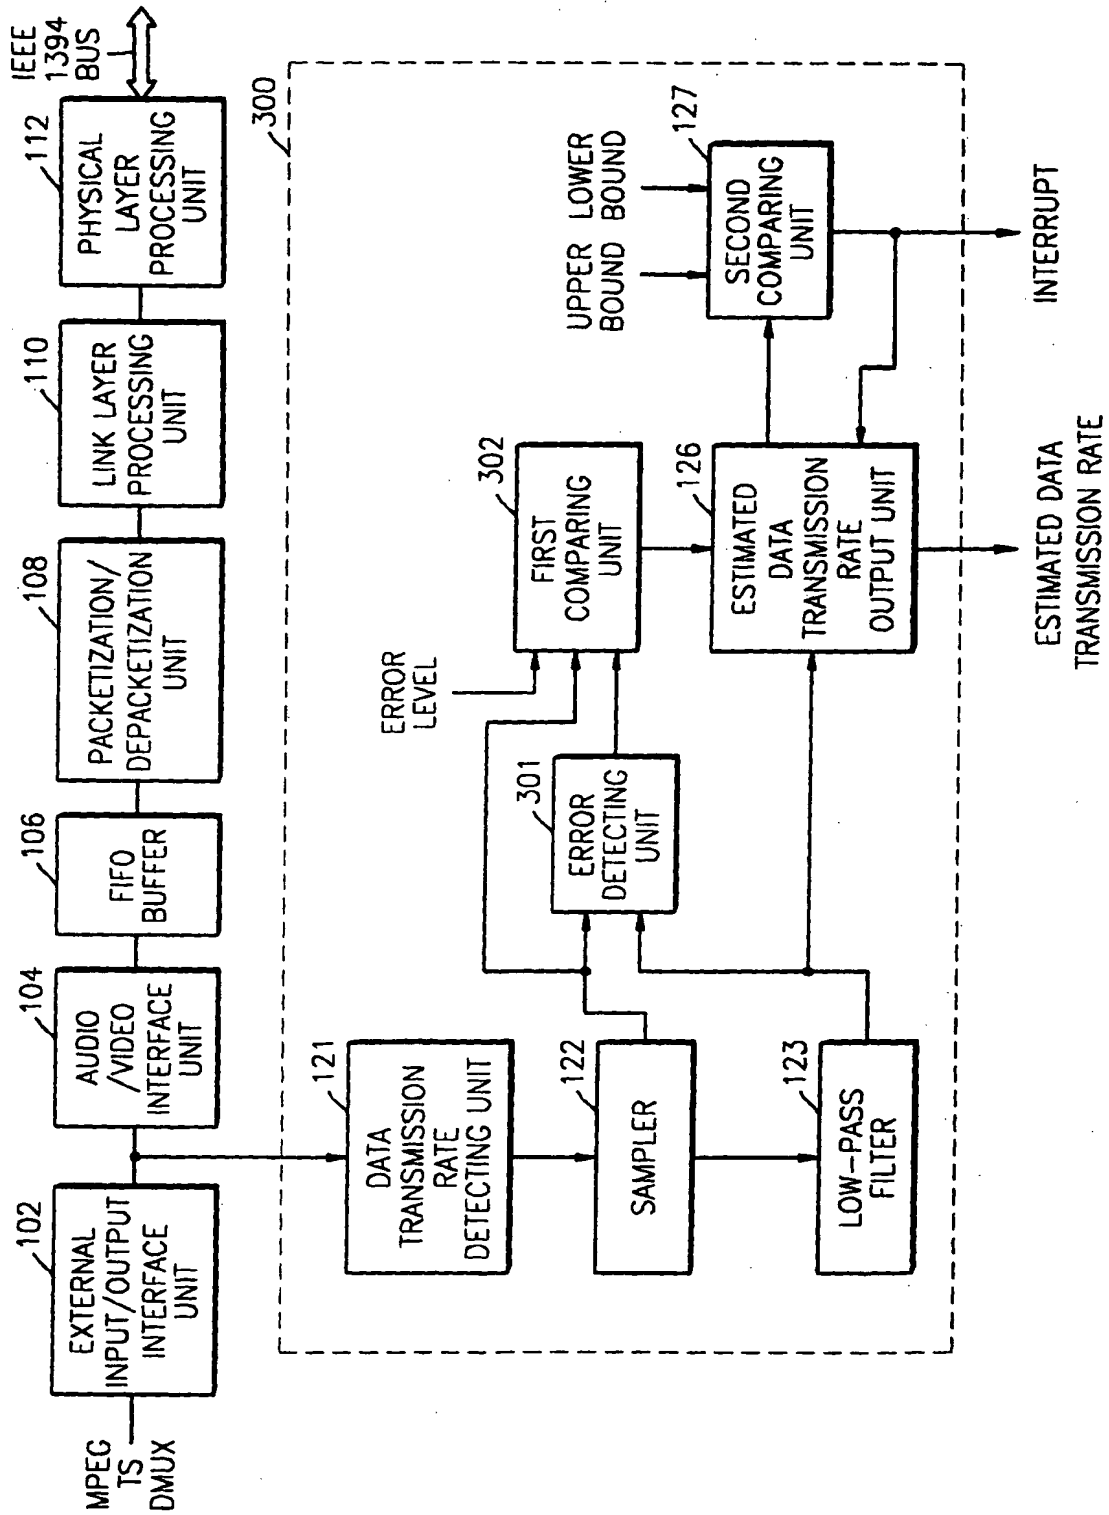 MPEG
TS
DMUX
102
EXTERNAL
INPUT/OUTPUT
INTERFACE
UNIT
104
AUDIO
/VIDEO
INTERFACE
UNIT
106
FIFO
BUFFER
108
PACKETIZATION/
DEPACKETIZATION
UNIT
110
LINK LAYER
PROCESSING
UNIT
112
PHYSICAL
LAYER
PROCESSING
UNIT
IEEE
1394
BUS
300
121
DATA
TRANSMISSION
RATE
DETECTING UNIT
122
SAMPLER
123
LOW-PASS
FILTER
301
ERROR
DETECTING
UNIT
ERROR
LEVEL
302
FIRST
COMPARING
UNIT
126
ESTIMATED
DATA
TRANSMISSION
RATE
OUTPUT UNIT
UPPER LOWER
BOUND BOUND
127
SECOND
COMPARING
UNIT
ESTIMATED DATA
TRANSMISSION RATE
INTERRUPT